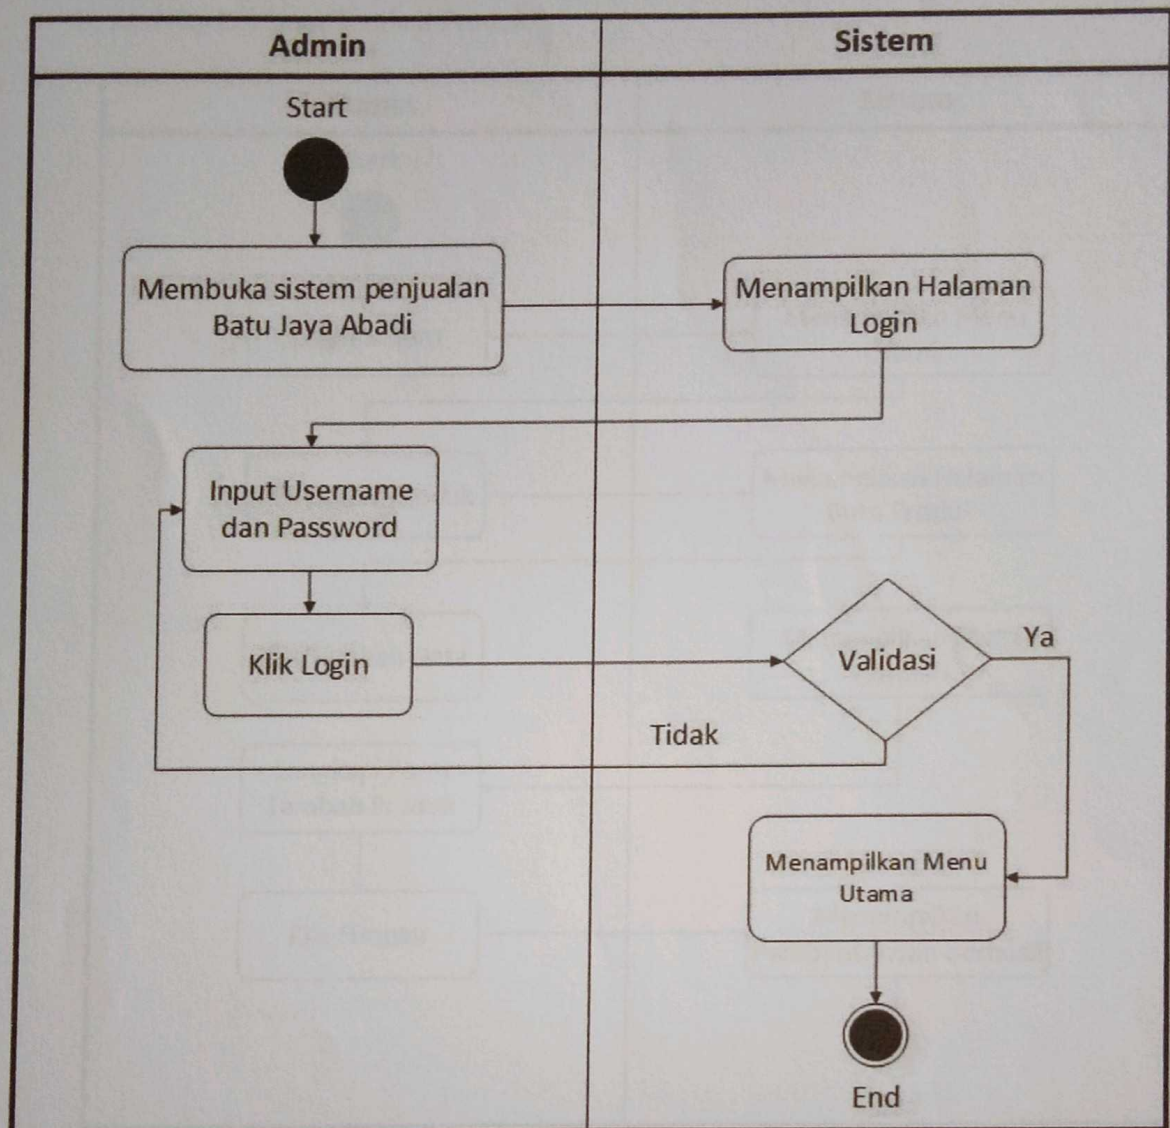 Admin
Sistem
Start
Membuka sistem penjualan
Batu Jaya Abadi
Menampilkan Halaman
Login
Input Username
dan Password
Klik Login
Validasi
Ya
Tidak
Menampilkan Menu
Utama
End